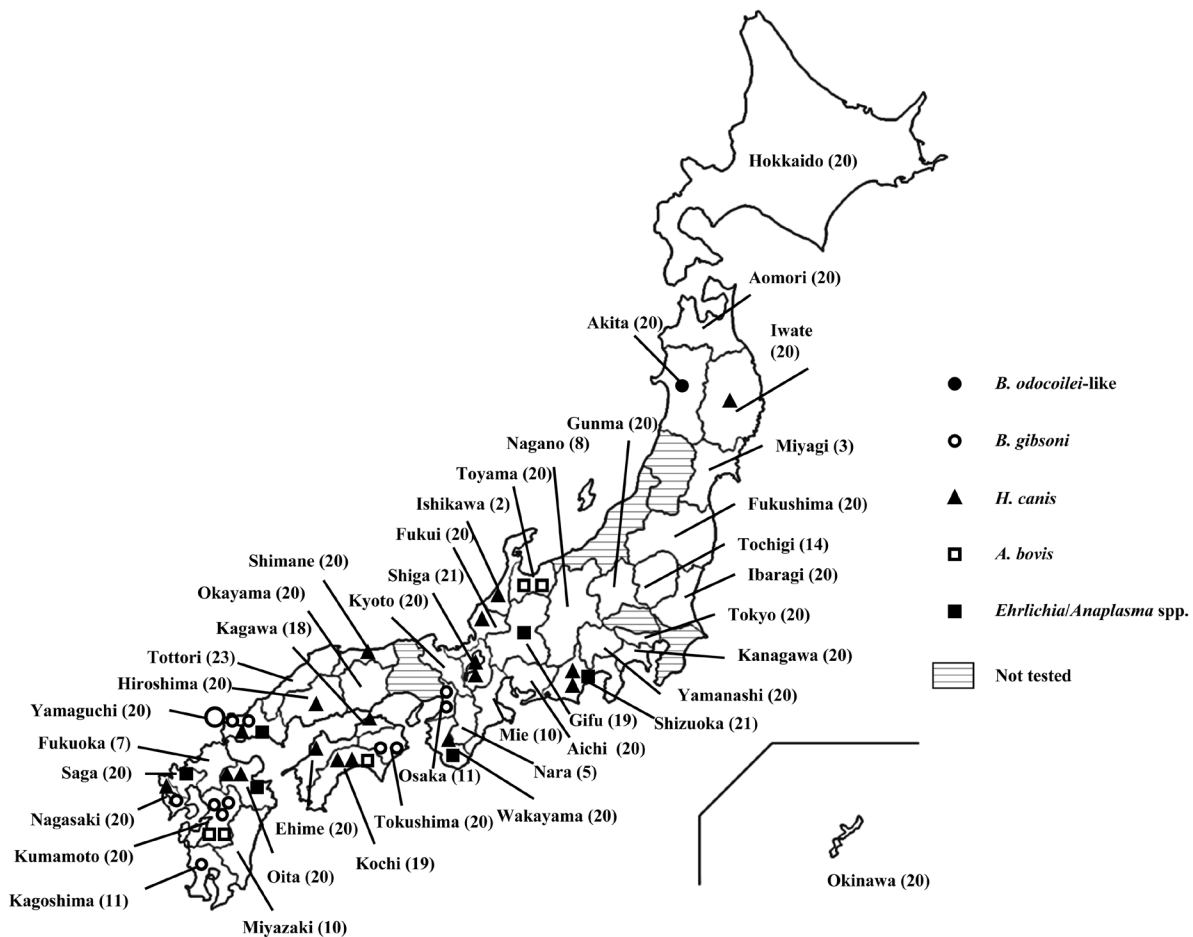 Hokkaido (20)
Aomori (20)
Akita (20)
Iwate
(20)
Gunma (20)
Nagano (8)
Miyagi (3)
Toyama (20)
Ishikawa (2)
Fukushima (20)
Fukui (20)
Tochigi (14)
Shimane (20)
Shiga (21)
Ibaragi (20)
Okayama (20)
Kyoto (20)
Tokyo (20)
Kagawa (18)
Kanagawa (20)
Tottori (23)
Hiroshima (20)
Yamanashi (20)
Yamaguchi (20)
Gifu (19)
Shizuoka (21)
Mie (10)
Fukuoka (7)
Aichi (20)
Saga (20)
Nara (5)
Osaka (11)
Nagasaki (20)
Ehime (20)
Tokushima (20)
Wakayama (20)
Kumamoto (20)
Kochi (19)
Oita (20)
Kagoshima (11)
Miyazaki (10)
Okinawa (20)
B. odocoilei-like
B. gibsoni
H. canis
A. bovis
Ehrlichia/Anaplasma spp.
Not tested